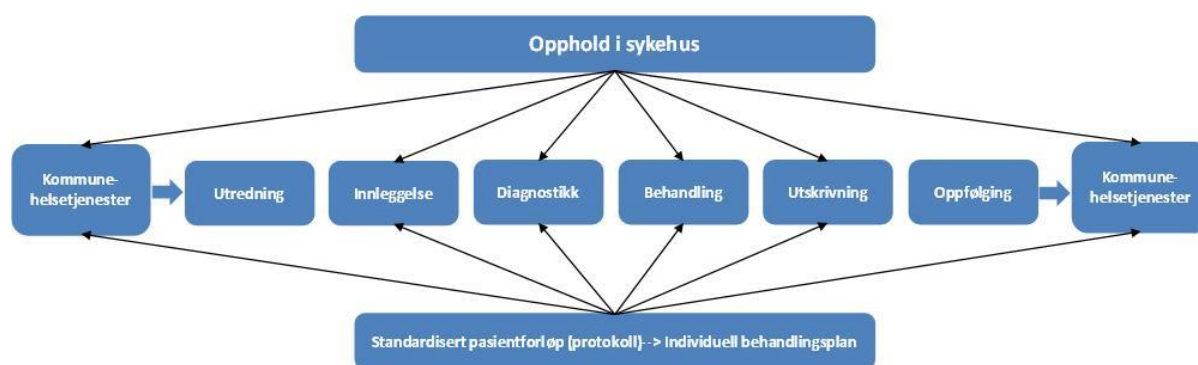 Opphold i sykehus
Kommune-
helsetjenester
Utredning
Innleggelse
Diagnostikk
Behandling
Utskrivning
Oppfølging
Kommune-
helsetjenester
Standardisert pasientforløp (protokoll)--> Individuell behandlingsplan